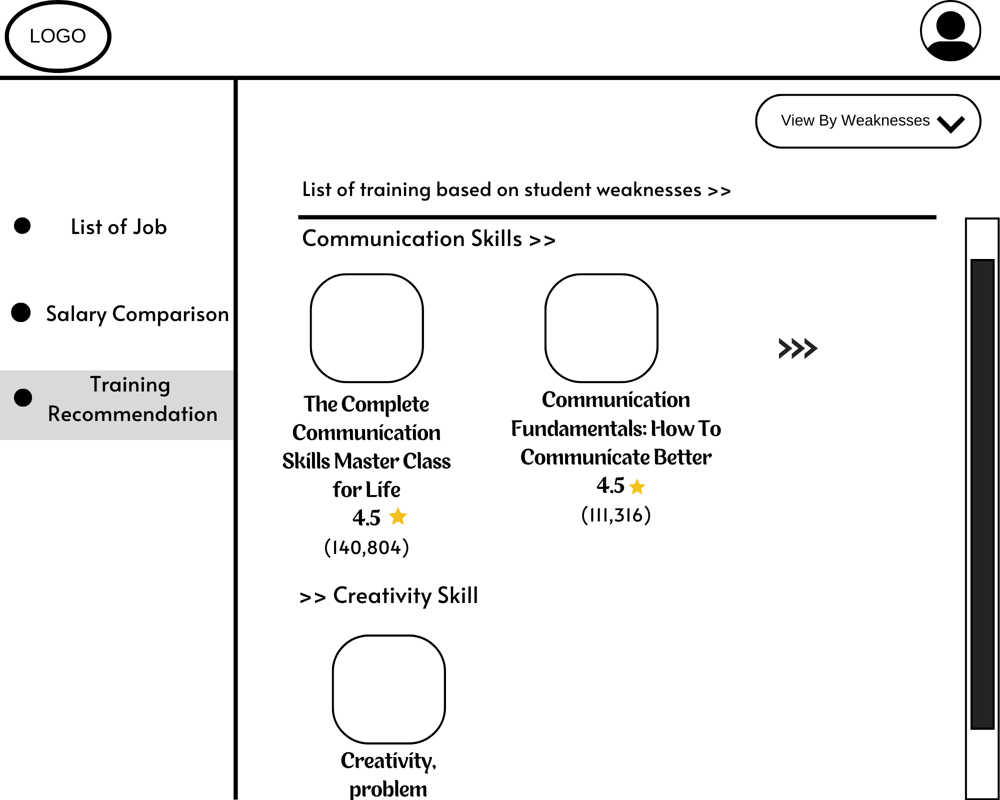 LOGO
View By Weaknesses
List of Job
Salary Comparison
Training
Recommendation
List of training based on student weaknesses >>
Communication Skills >>
The Complete
Communication
Skills Master Class
for Life
4.5
(140,804)
Communication
Fundamentals: How To
Communicate Better
4.5
(111,316)
>> Creativity Skill
Creativity,
problem